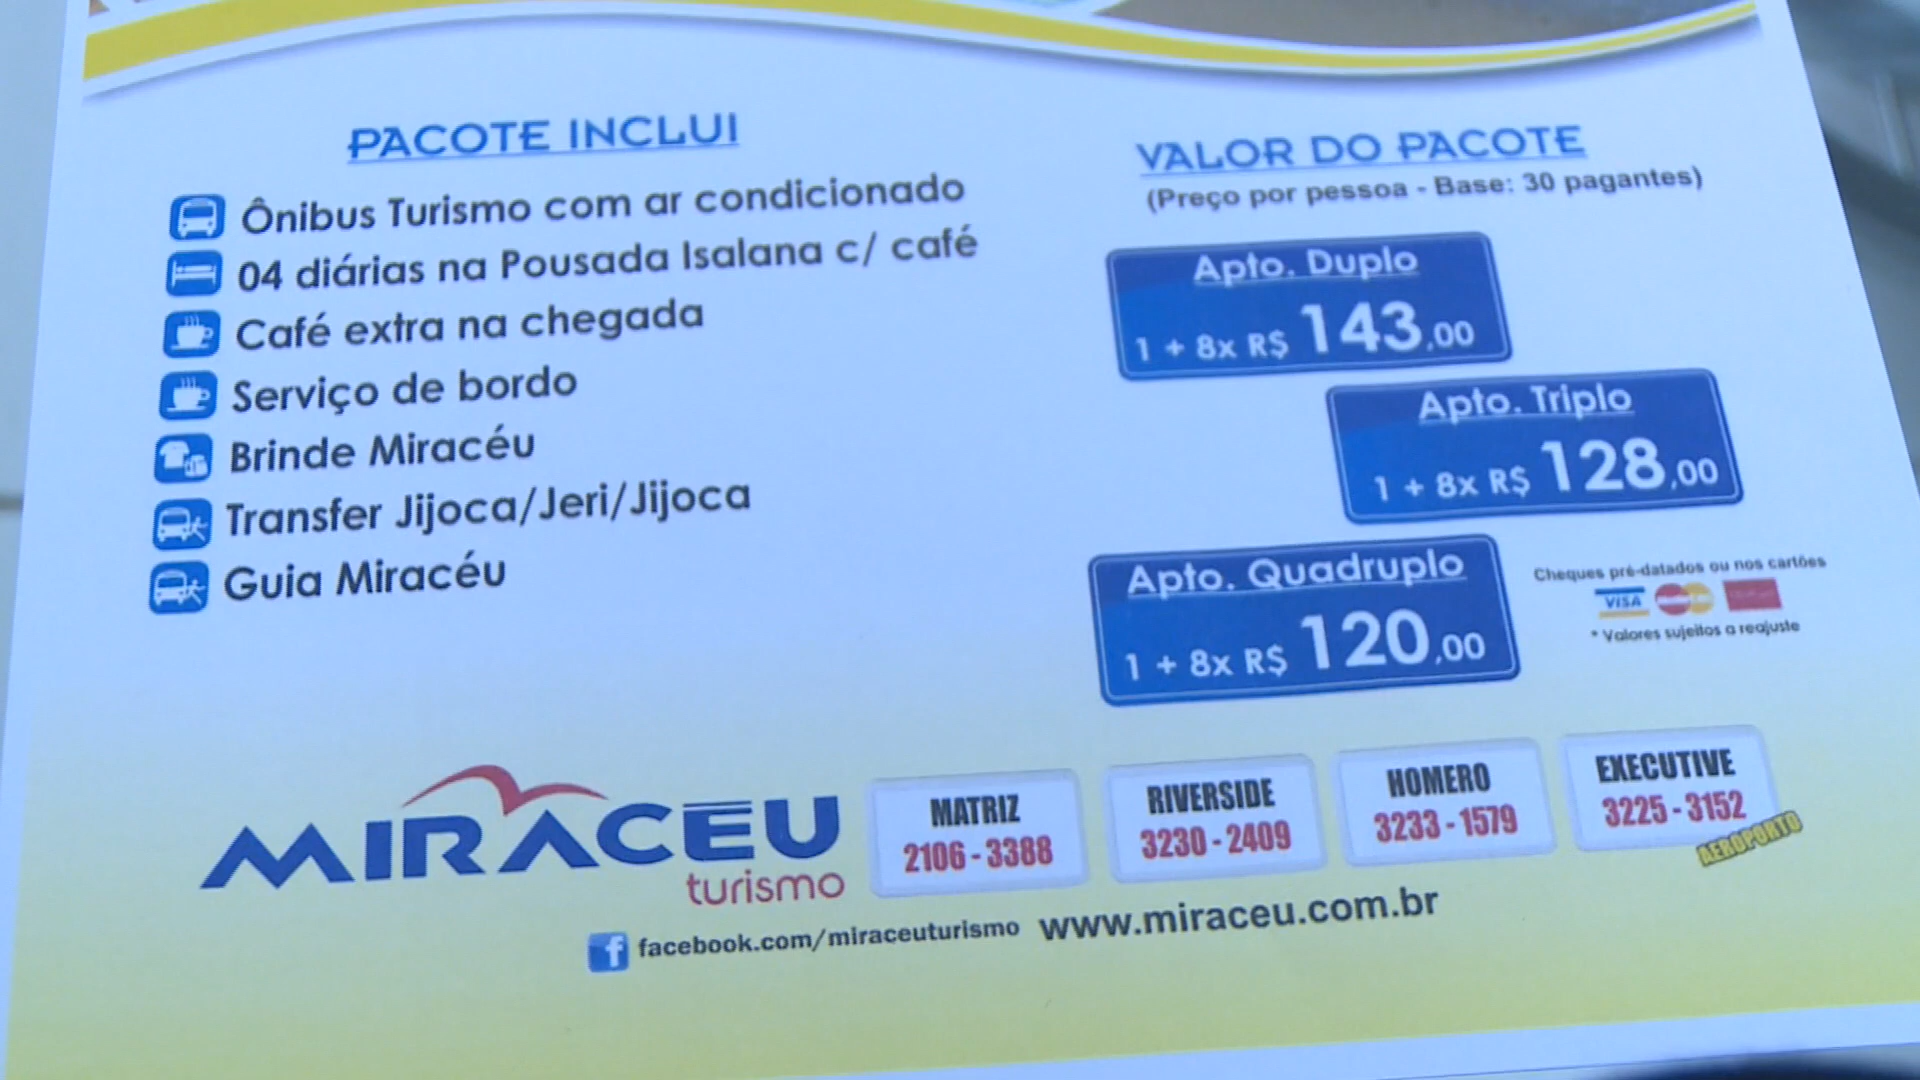 PACOTE INCLUI
Ônibus Turismo com ar condicionado
04 diárias na Pousada Isalana c/ café
Café extra na chegada
Serviço de bordo
Brinde Miracéu
Transfer Jijoca/Jeri/Jijoca
Guia Miracéu
VALOR DO PACOTE
(Preço por pessoa - Base: 30 pagantes)
Apto. Duplo
1 + 8x R$ 143,00
Apto. Triplo
1 + 8x R$ 128,00
Apto. Quadruplo
1 + 8x R$ 120,00
Cheques pré-datados ou nos cartões
VISA
* Valores sujeitos a reajuste
MIRACÉU
turismo
MATRIZ
2106 - 3388
RIVERSIDE
3230 - 2409
HOMERO
3233 - 1579
EXECUTIVE
3225 - 3152
AEROPORTO
f facebook.com/miraceuturismo www.miraceu.com.br